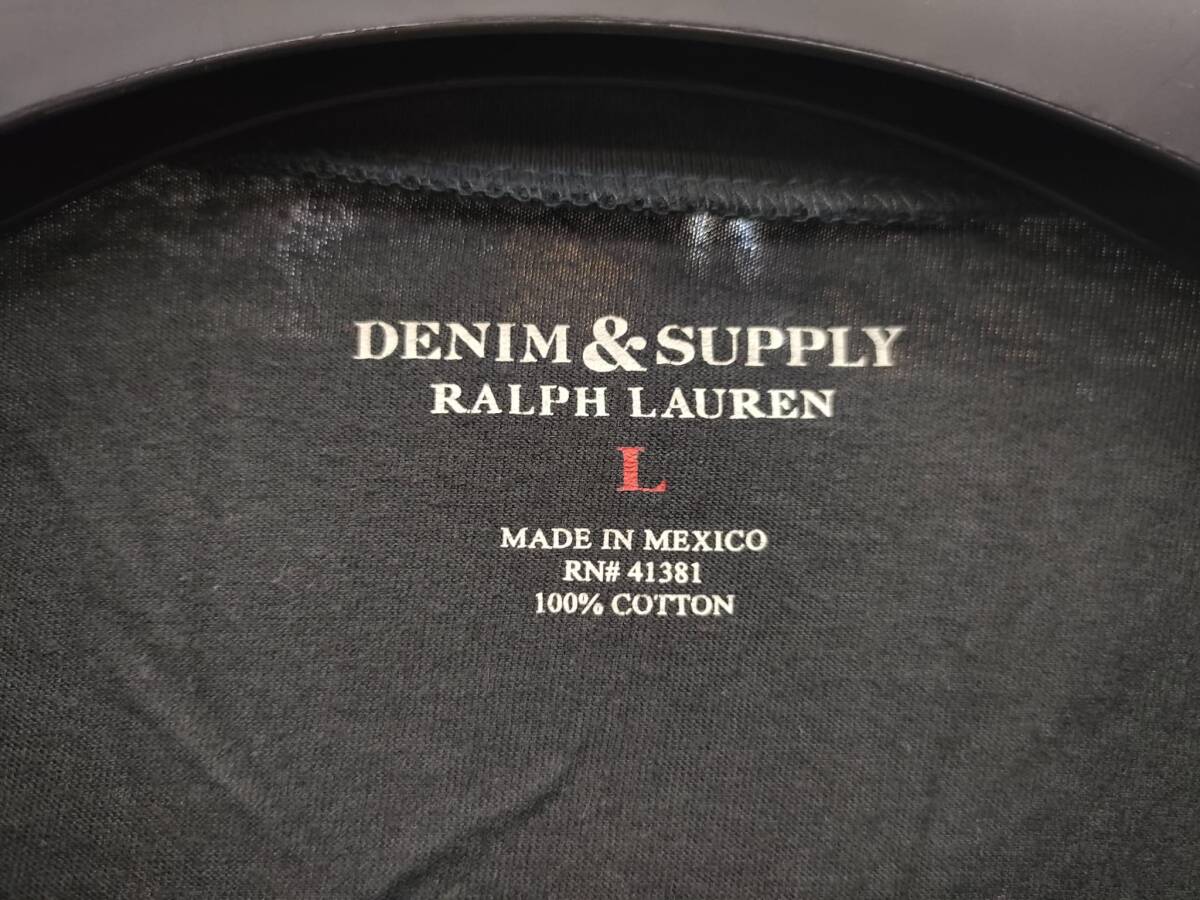 DENIM & SUPPLY
RALPH LAUREN
L
MADE IN MEXICO
RN# 41381
100% COTTON